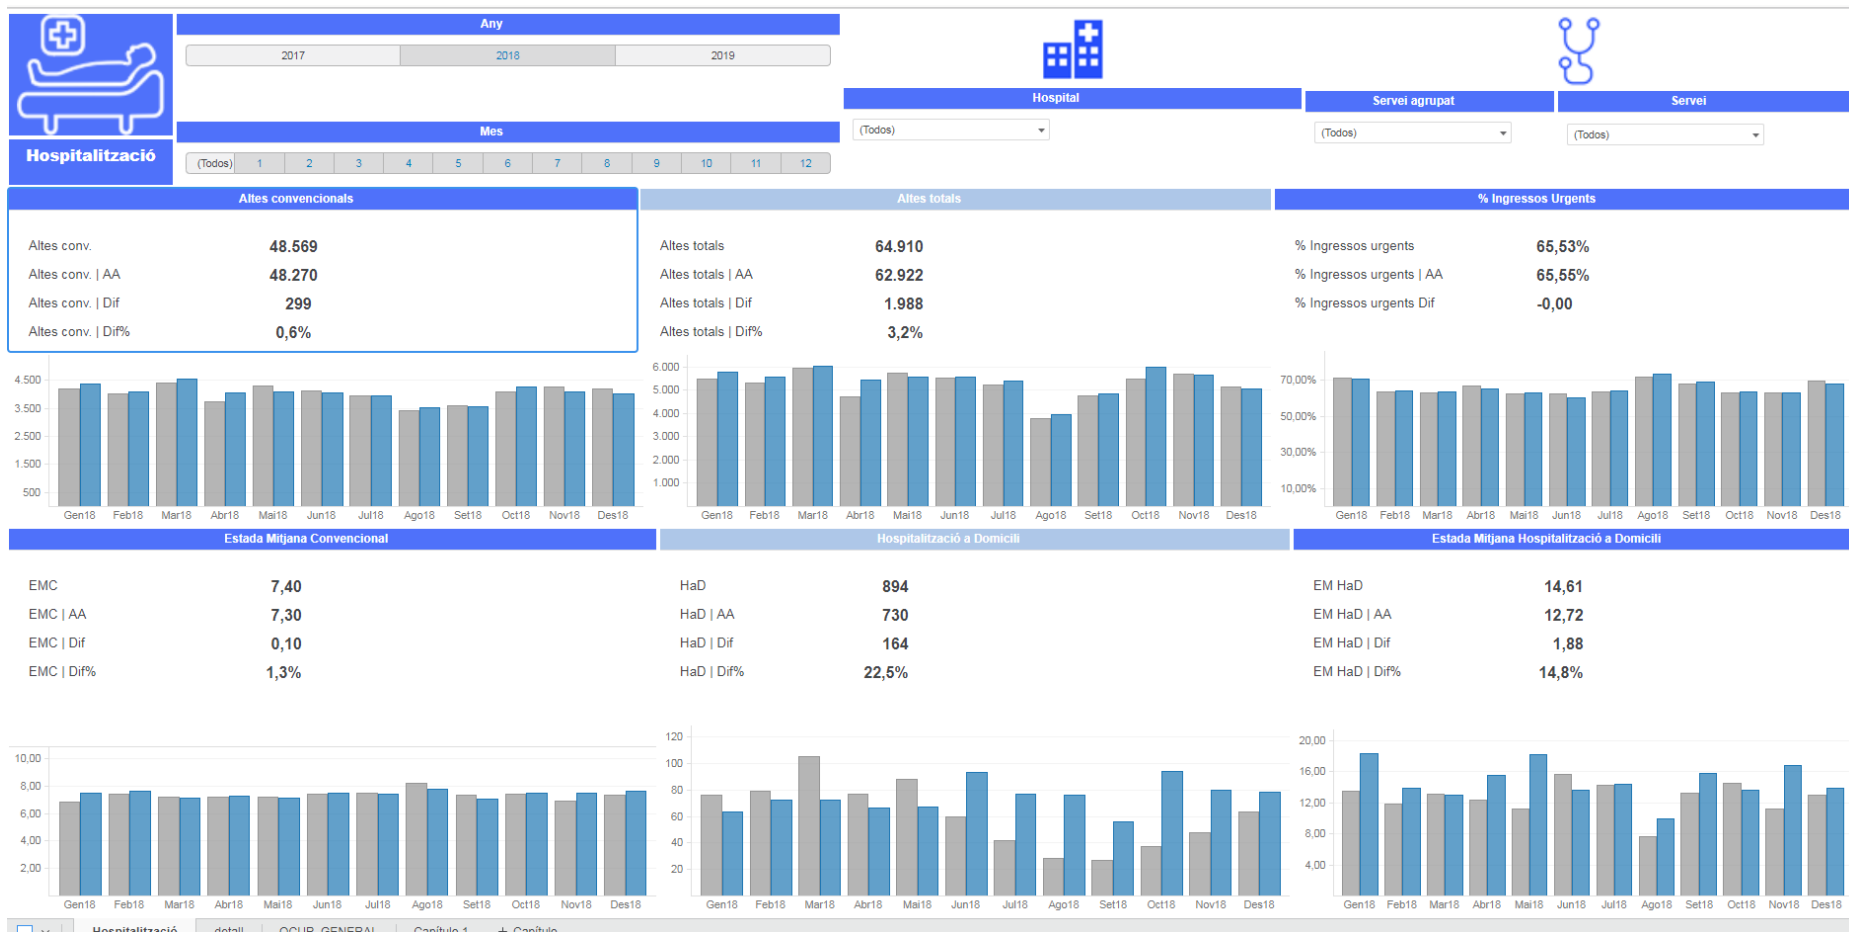 Any
2017 2018 2019
Hospital Servei agrupat Servei
(Todos) (Todos) (Todos)
Mes
Hospitalització
(Todos) 1 2 3 4 5 6 7 8 9 10 11 12
Altes convencionals
Altes conv. 48.569
Altes conv. | AA 48.270
Altes conv. | Dif 299
Altes conv. | Dif% 0,6%
4.500
3.500
2.500
1.500
500
Gen18 Feb18 Mar18 Abr18 Mai18 Jun18 Jul18 Ago18 Set18 Oct18 Nov18 Des18
Altes totals
Altes totals 64.910
Altes totals | AA 62.922
Altes totals | Dif 1.988
Altes totals | Dif% 3,2%
6.000
5.000
4.000
3.000
2.000
1.000
Gen18 Feb18 Mar18 Abr18 Mai18 Jun18 Jul18 Ago18 Set18 Oct18 Nov18 Des18
% Ingressos Urgents
% Ingressos urgents 65,53%
% Ingressos urgents | AA 65,55%
% Ingressos urgents Dif -0,00
70,00%
50,00%
30,00%
10,00%
Gen18 Feb18 Mar18 Abr18 Mai18 Jun18 Jul18 Ago18 Set18 Oct18 Nov18 Des18
Estada Mitjana Convencional
EMC 7,40
EMC | AA 7,30
EMC | Dif 0,10
EMC | Dif% 1,3%
10,00
8,00
6,00
4,00
2,00
Gen18 Feb18 Mar18 Abr18 Mai18 Jun18 Jul18 Ago18 Set18 Oct18 Nov18 Des18
Hospitalització a Domicili
HaD 894
HaD | AA 730
HaD | Dif 164
HaD | Dif% 22,5%
120
100
80
60
40
20
Gen18 Feb18 Mar18 Abr18 Mai18 Jun18 Jul18 Ago18 Set18 Oct18 Nov18 Des18
Estada Mitjana Hospitalització a Domicili
EM HaD 14,61
EM HaD | AA 12,72
EM HaD | Dif 1,88
EM HaD | Dif% 14,8%
20,00
16,00
12,00
8,00
4,00
Gen18 Feb18 Mar18 Abr18 Mai18 Jun18 Jul18 Ago18 Set18 Oct18 Nov18 Des18
Hospitalització detall OCUP_GENERAL Capítulo 1 + Capítulo